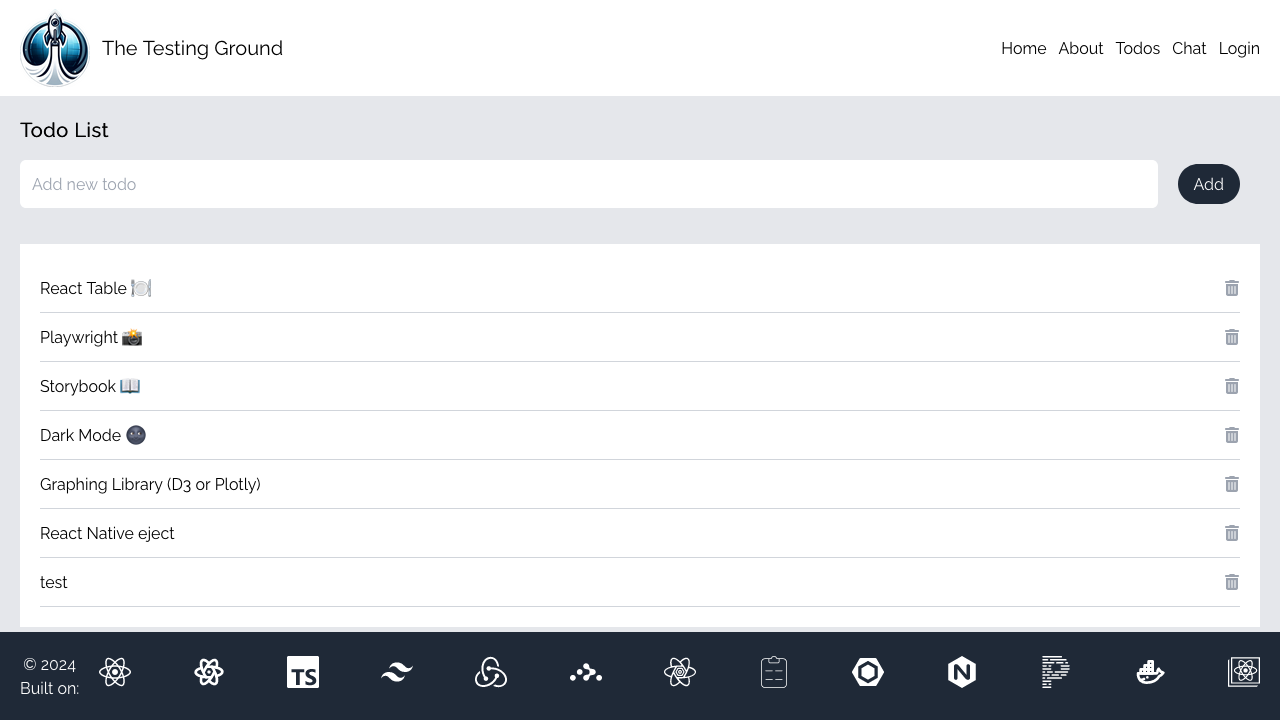 The Testing Ground
Home About Todos Chat Login
Todo List
Add new todo
Add
React Table 🍽️
Playwright 📸
Storybook 📖
Dark Mode 🌚
Graphing Library (D3 or Plotly)
React Native eject
test
© 2024
Built on:
TS